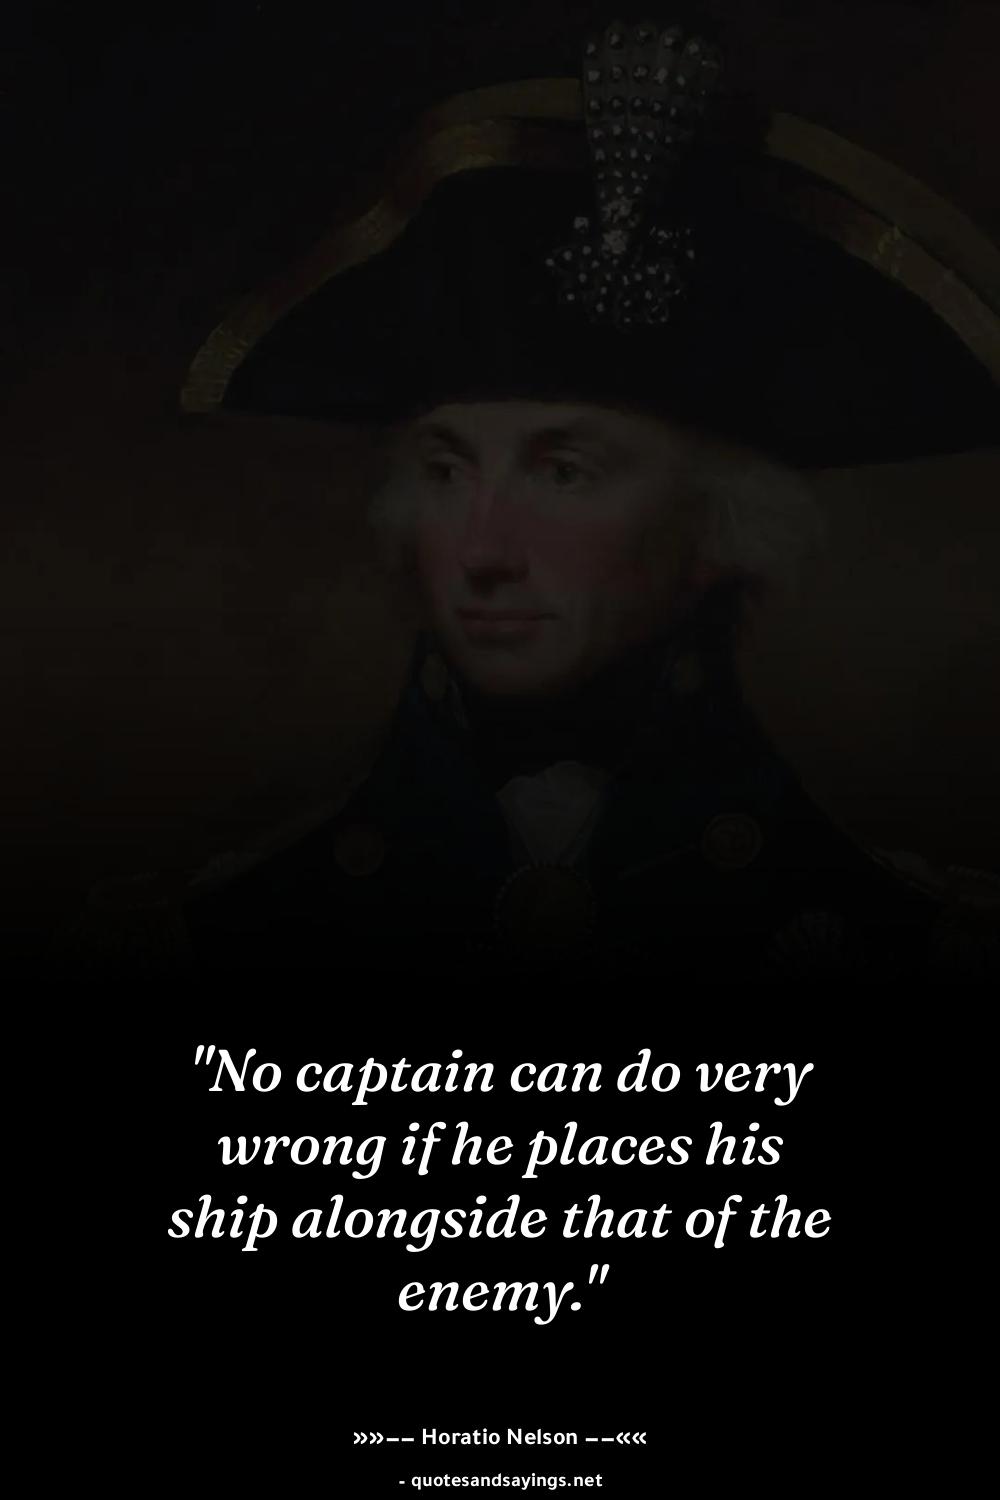 "No captain can do very
wrong if he places his
ship alongside that of the
enemy."
»»–– Horatio Nelson ––««
- quotesandsayings.net